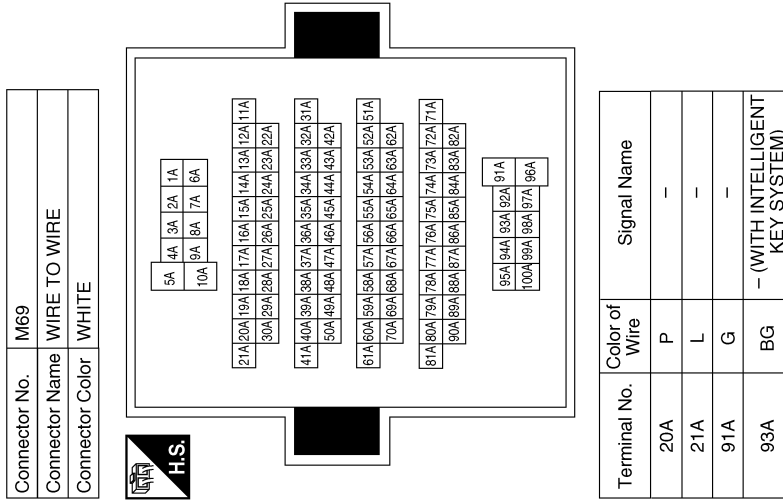 Connector No. M69
Connector Name WIRE TO WIRE
Connector Color WHITE
H.S.
5A 4A 3A 2A 1A
10A 9A 8A 7A 6A
21A 20A 19A 18A 17A 16A 15A 14A 13A 12A 11A
30A 29A 28A 27A 26A 25A 24A 23A 22A
41A 40A 39A 38A 37A 36A 35A 34A 33A 32A 31A
50A 49A 48A 47A 46A 45A 44A 43A 42A
61A 60A 59A 58A 57A 56A 55A 54A 53A 52A 51A
70A 69A 68A 67A 66A 65A 64A 63A 62A
81A 80A 79A 78A 77A 76A 75A 74A 73A 72A 71A
90A 89A 88A 87A 86A 85A 84A 83A 82A
95A 94A 93A 92A 91A
100A 99A 98A 97A 96A
Terminal No. Color of Wire Signal Name
20A P –
21A L –
91A G –
93A BG – (WITH INTELLIGENT
KEY SYSTEM)